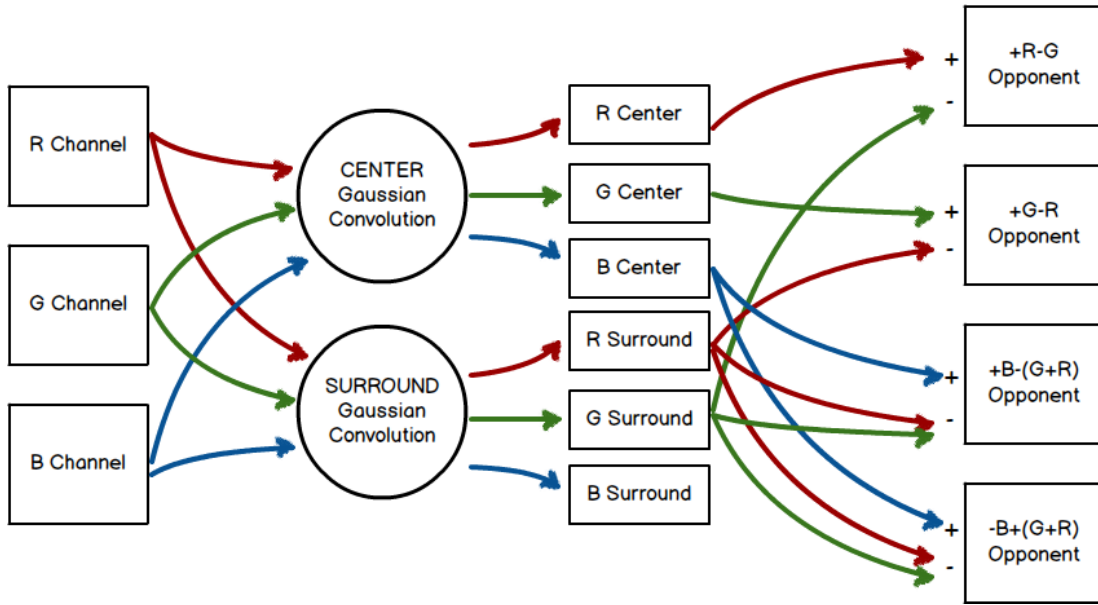 R Channel
G Channel
B Channel
CENTER
Gaussian
Convolution
SURROUND
Gaussian
Convolution
R Center
G Center
B Center
R Surround
G Surround
B Surround
+
-
+R-G
Opponent
+
-
+G-R
Opponent
+
-
+B-(G+R)
Opponent
+
-
-B+(G+R)
Opponent